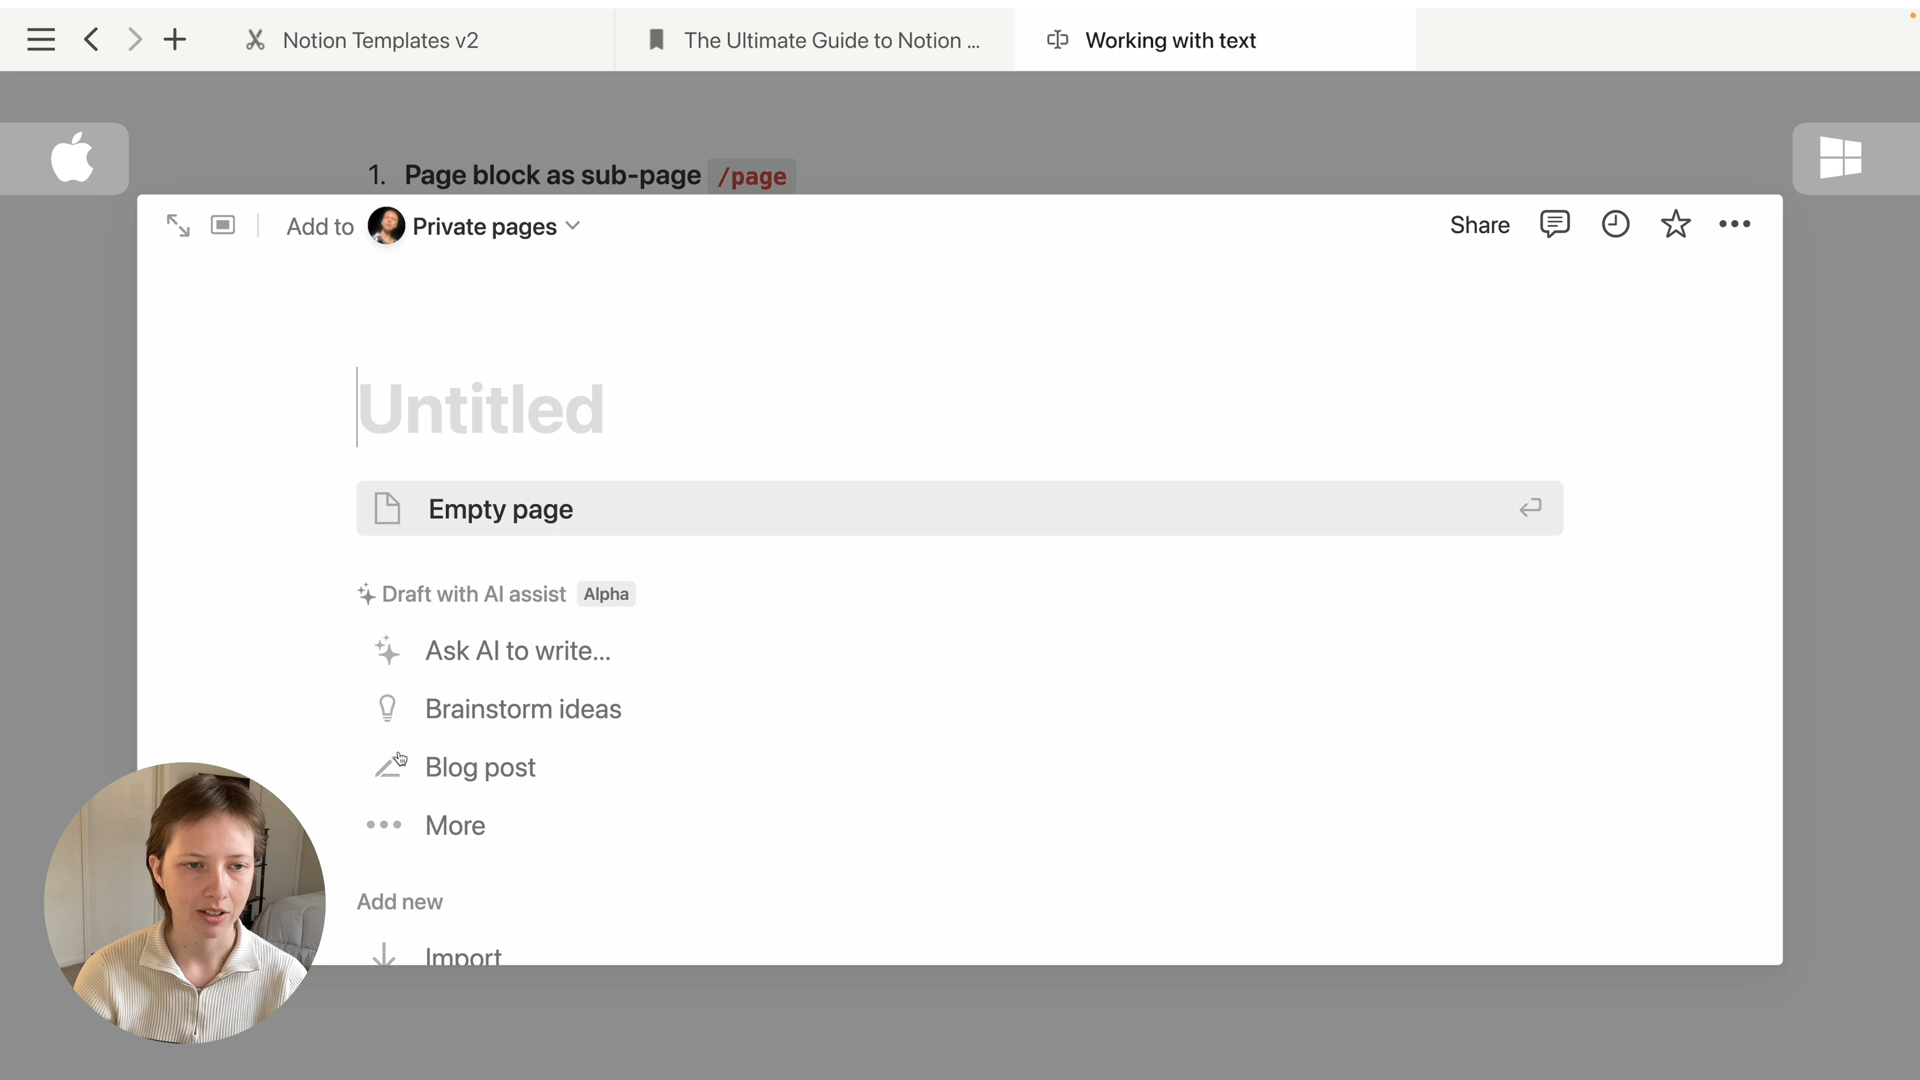 Notion Templates v2
The Ultimate Guide to Notion ...
Working with text
1. Page block as sub-page /page
Add to Private pages
Share
Untitled
Empty page
Draft with AI assist Alpha
Ask AI to write...
Brainstorm ideas
Blog post
More
Add new
Import